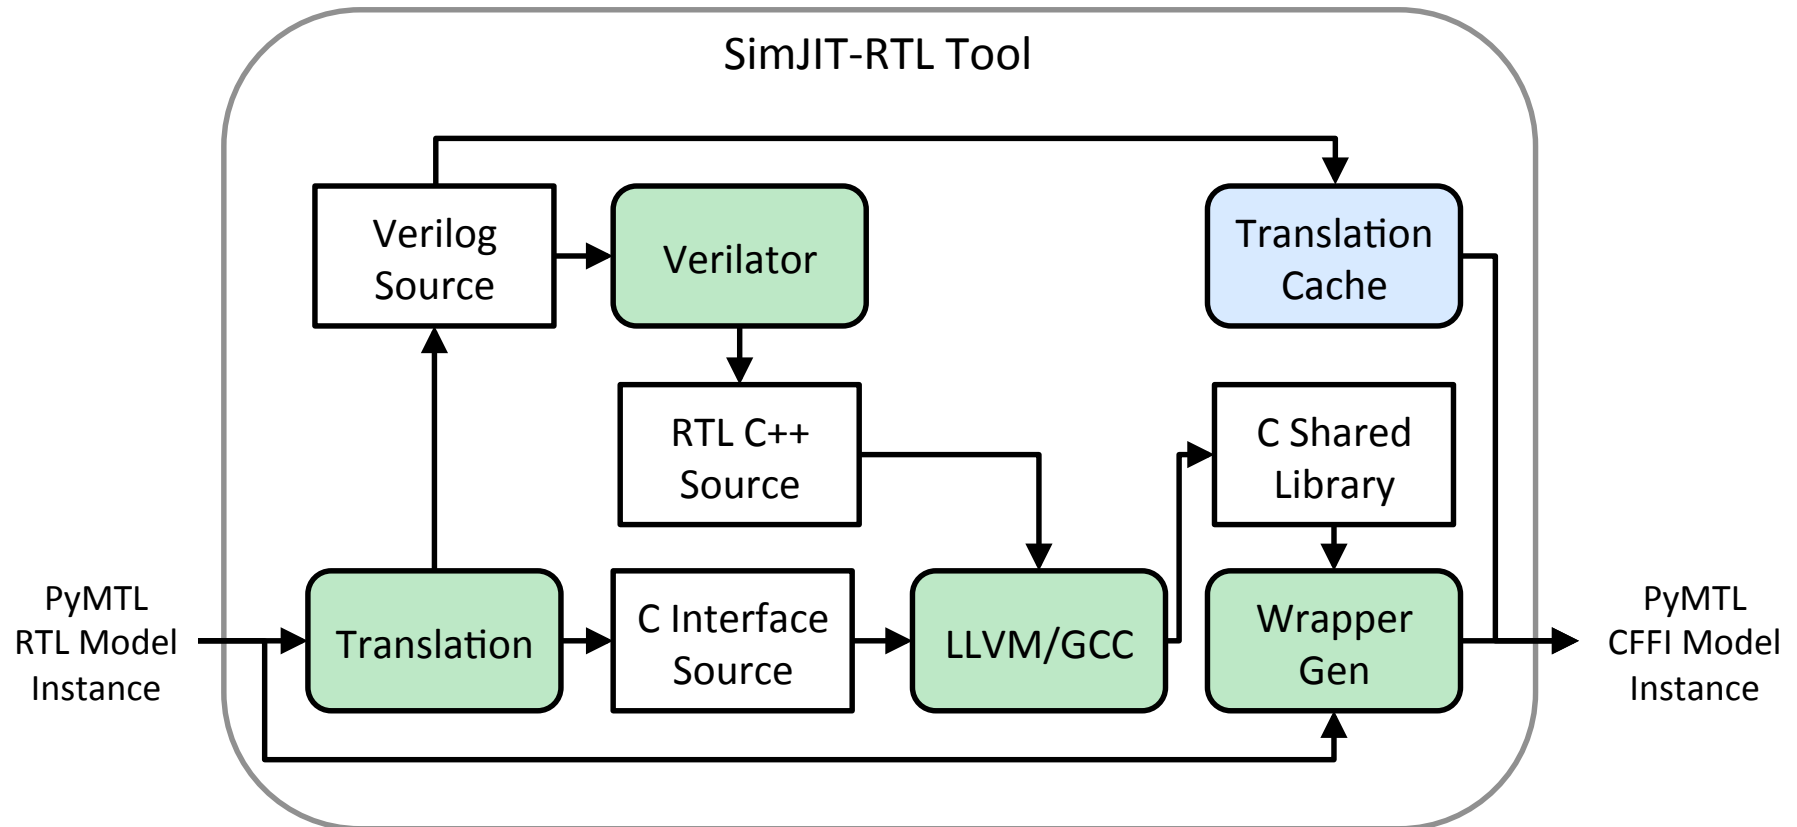 SimJIT-RTL Tool
Verilog
Source
Verilator
Translation
Cache
RTL C++
Source
C Shared
Library
PyMTL
RTL Model
Instance
Translation
C Interface
Source
LLVM/GCC
Wrapper
Gen
PyMTL
CFFI Model
Instance